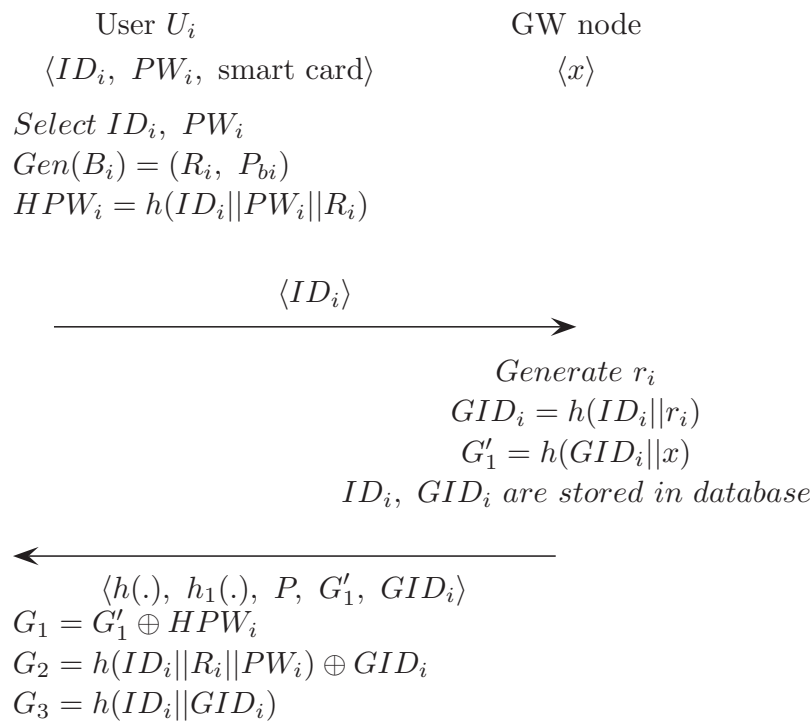 User U_i GW node
⟨ID_i, PW_i, smart card⟩ ⟨x⟩
Select ID_i, PW_i
Gen(B_i) = (R_i, P_{bi})
HPW_i = h(ID_i||PW_i||R_i)
⟨ID_i⟩
Generate r_i
GID_i = h(ID_i||r_i)
G'_1 = h(GID_i||x)
ID_i, GID_i are stored in database
⟨h(.), h_1(.), P, G'_1, GID_i⟩
G_1 = G'_1 ⊕ HPW_i
G_2 = h(ID_i||R_i||PW_i) ⊕ GID_i
G_3 = h(ID_i||GID_i)